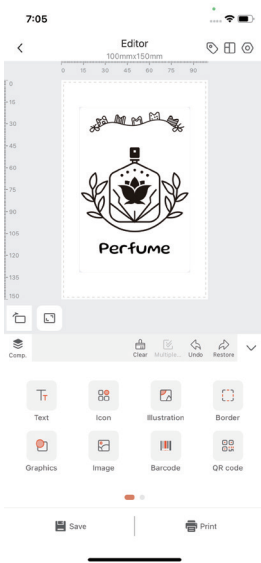 7:05
Editor
100mmx150mm
0 15 30 45 60 75 90
0
15
30
45
60
75
90
105
120
135
150
Perfume
Comp.
Clear Multiple... Undo Restore
Text Icon Illustration Border
Graphics Image Barcode QR code
Save Print